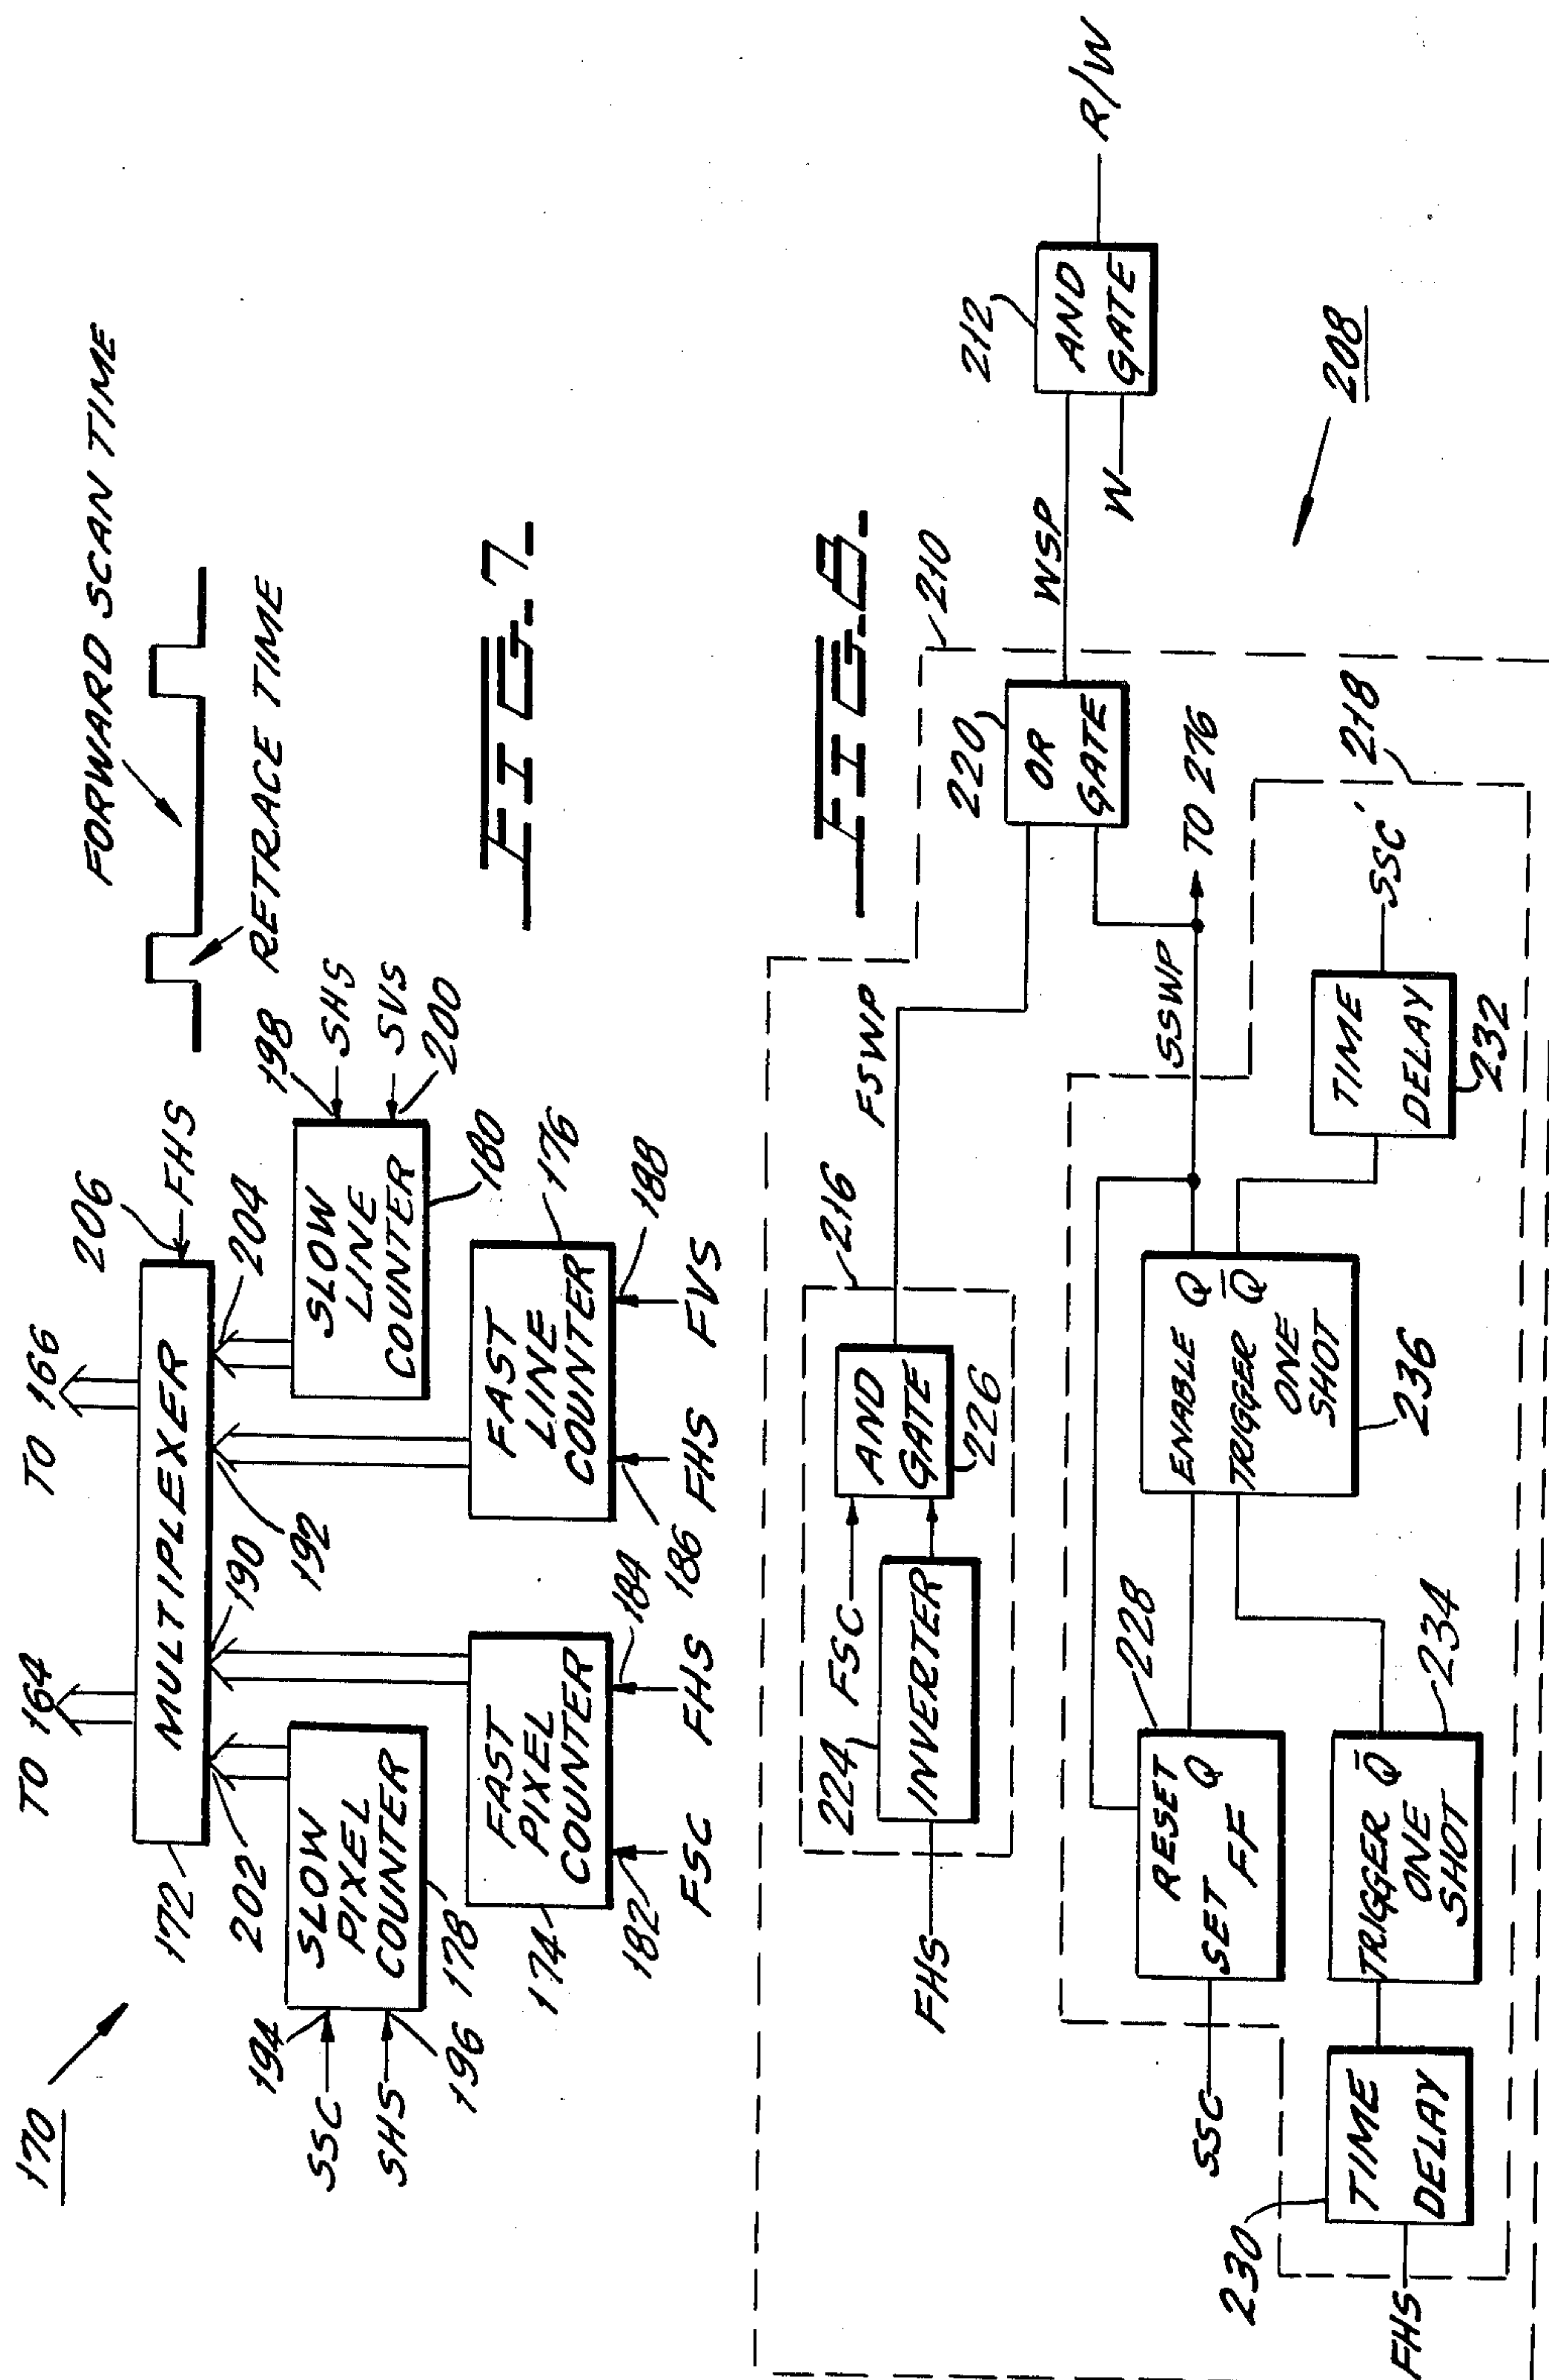 170
TO 164
TO 166
206
FHS
FORWARD SCAN TIME
RETRACE TIME
172
MULTIPLEXER
202
190
192
204
198
SHS
SVS
200
194
SSC
SHS
196
178
SLOW
PIXEL
COUNTER
SLOW
LINE
COUNTER
180
174
FAST
PIXEL
COUNTER
FAST
LINE
COUNTER
176
182
FSC
184
FHS
186
FHS
188
FVS
FIG. 7
FIG. 8
210
216
224
FSC
FHS
INVERTER
AND
GATE
226
FSWP
220
OR
GATE
WSP
W
212
AND
GATE
R/W
208
TO 276
SSWP
218
228
SSC
RESET
SET Q
FF
ENABLE Q
TRIGGER Q̅
ONE
SHOT
236
TIME
DELAY
232
SSC'
230
FHS
TIME
DELAY
TRIGGER Q̅
ONE
SHOT
234